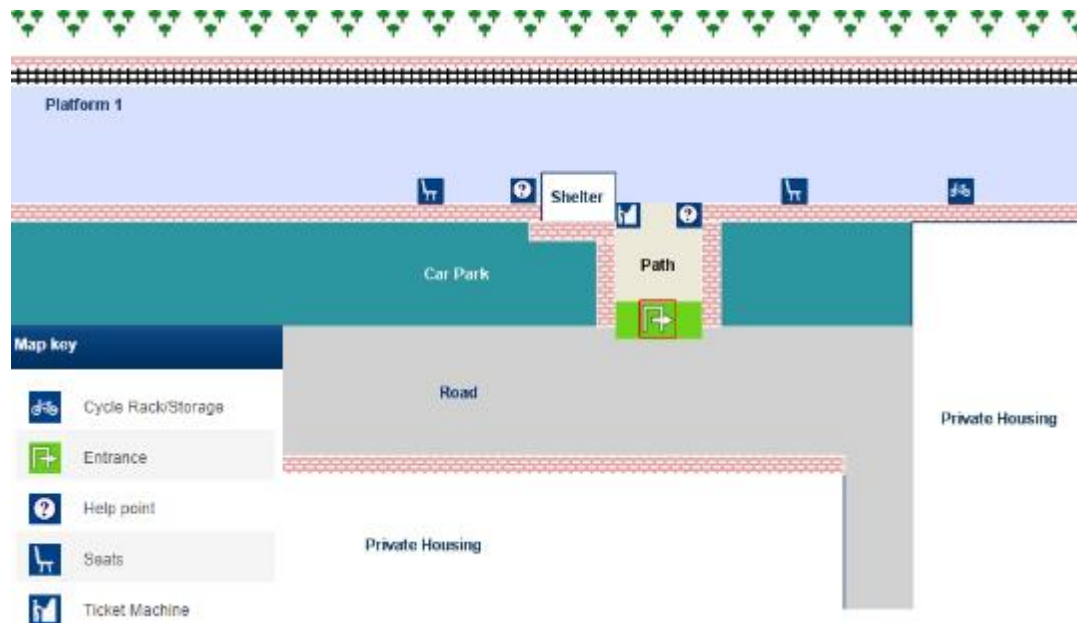 Platform 1
Shelter
Path
Car Park
Map key
Road
Cycle Rack/Storage
Private Housing
Entrance
Help point
Private Housing
Seats
Ticket Machine